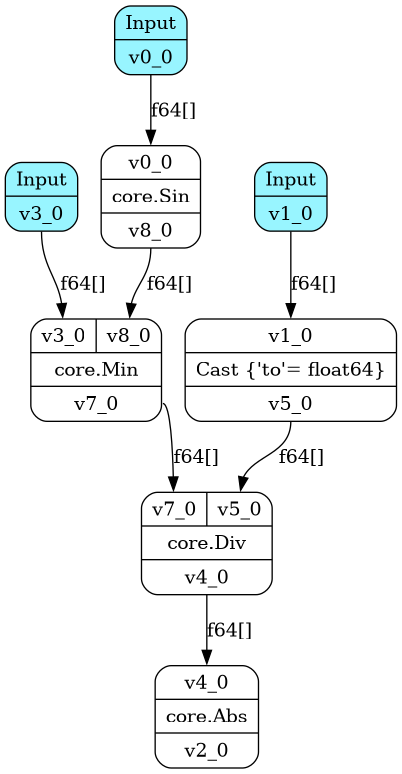 Input
v0_0
f64[]
v0_0
core.Sin
v8_0
Input
v3_0
Input
v1_0
f64[]
f64[]
f64[]
v3_0 v8_0
core.Min
v7_0
v1_0
Cast {'to'= float64}
v5_0
f64[]
f64[]
v7_0 v5_0
core.Div
v4_0
f64[]
v4_0
core.Abs
v2_0